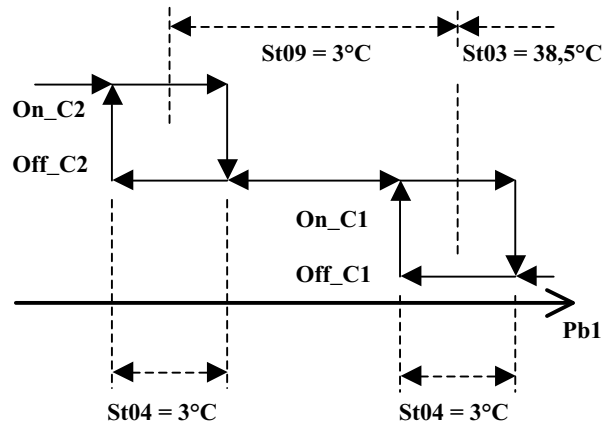 St09 = 3°C
St03 = 38,5°C
On_C2
Off_C2
On_C1
Off_C1
Pb1
St04 = 3°C
St04 = 3°C